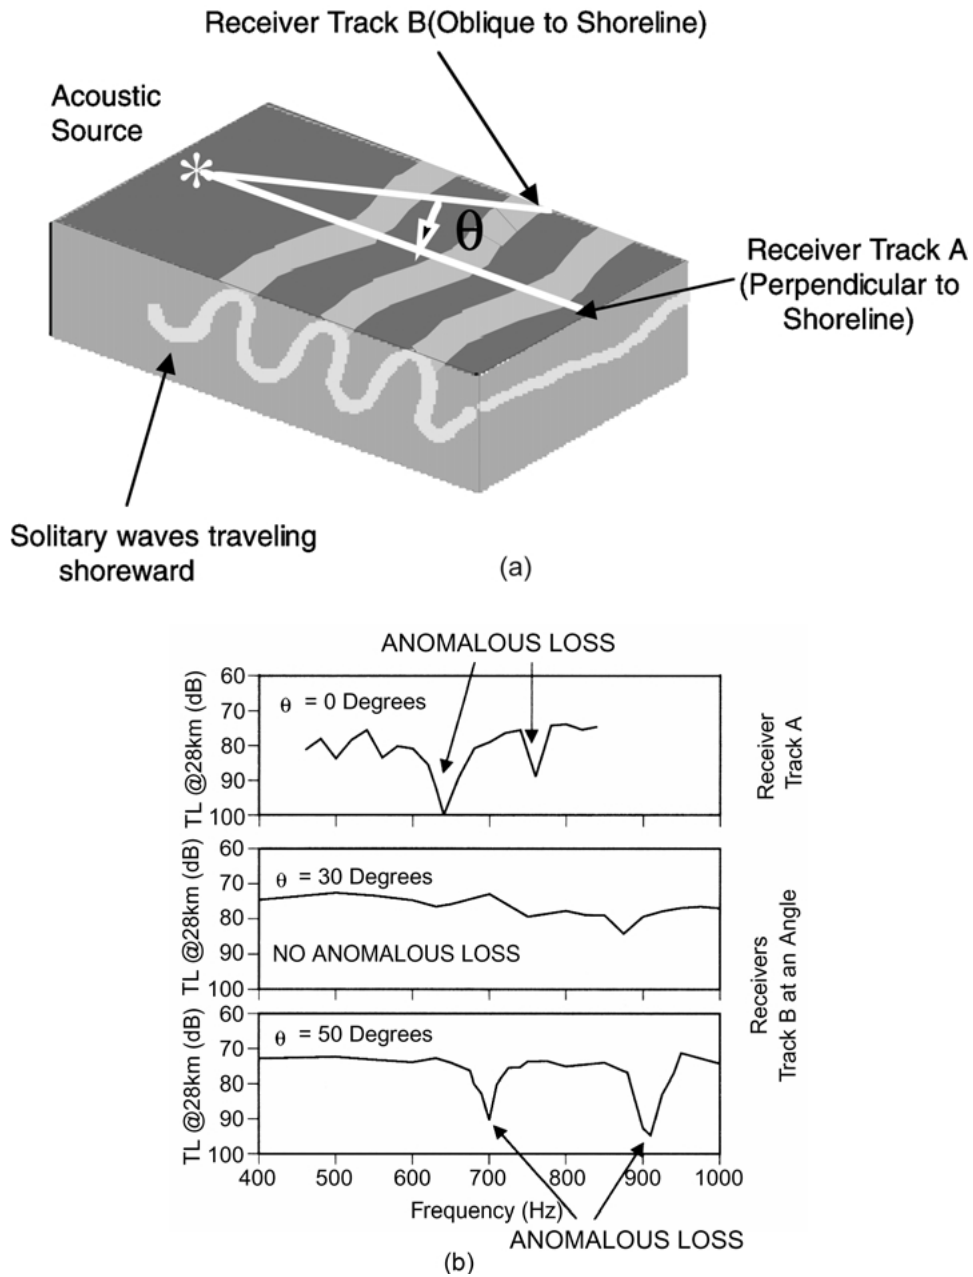 Receiver Track B(Oblique to Shoreline)
Acoustic
Source
θ
Receiver Track A
(Perpendicular to
Shoreline)
Solitary waves traveling
shoreward
(a)
ANOMALOUS LOSS
TL @28km (dB)
60
70
80
90
100
θ = 0 Degrees
Receiver
Track A
TL @28km (dB)
60
70
80
90
100
θ = 30 Degrees
NO ANOMALOUS LOSS
Receivers
Track B at an Angle
TL @28km (dB)
60
70
80
90
100
θ = 50 Degrees
400 500 600 700 800 900 1000
Frequency (Hz)
ANOMALOUS LOSS
(b)